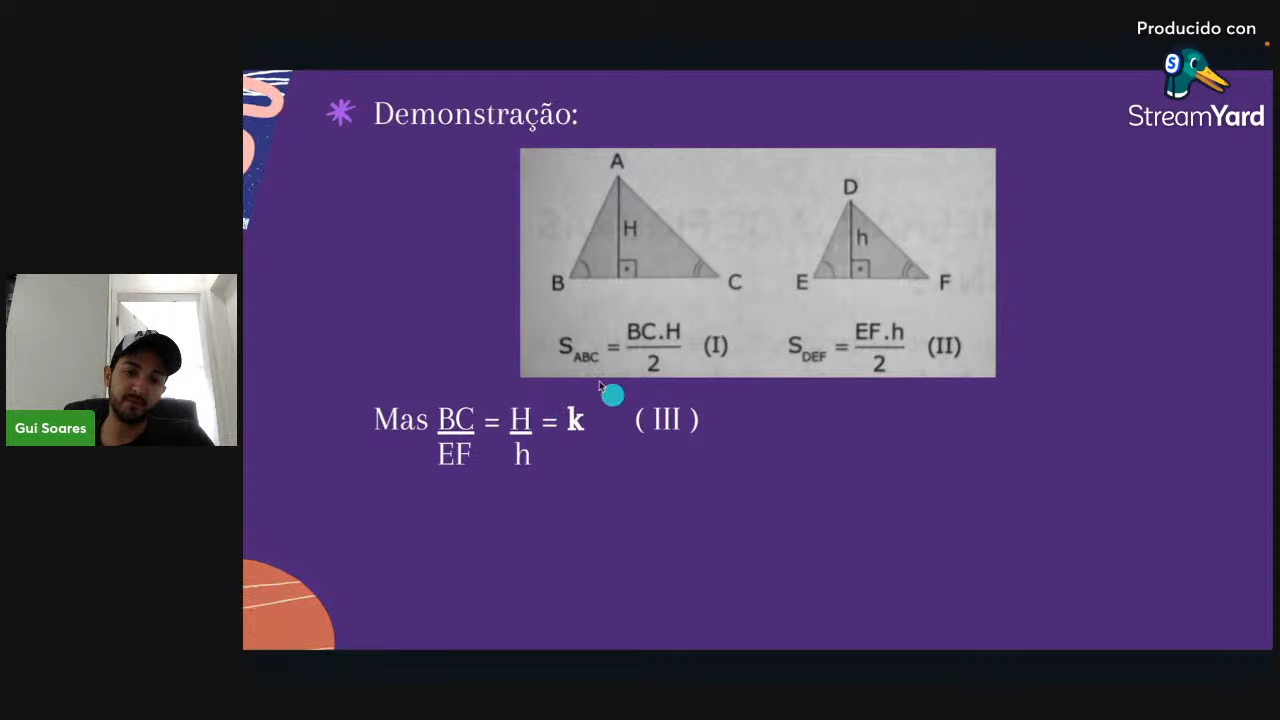 Producido con
StreamYard
Demonstração:
A
H
B
C
D
h
E
F
S_ABC = BC.H / 2 (I)
S_DEF = EF.h / 2 (II)
Mas BC = H = k ( III )
EF h
Gui Soares